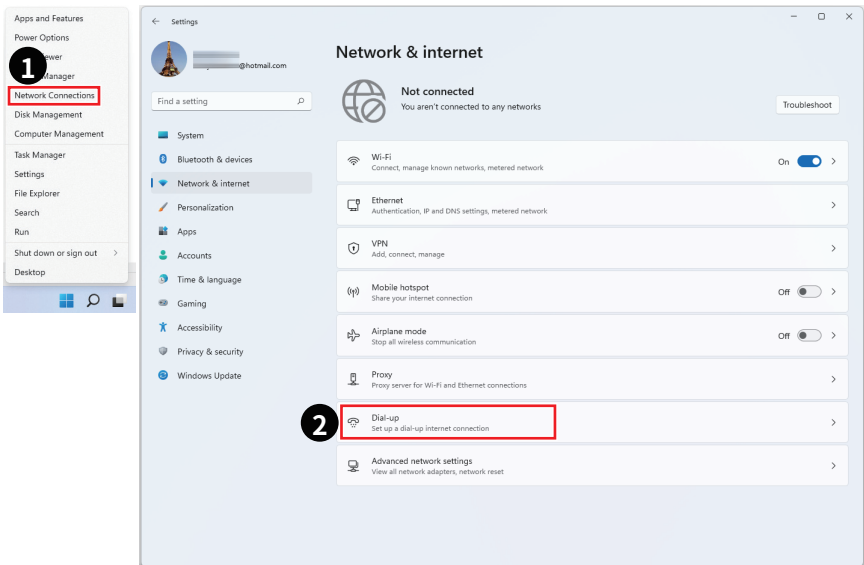 Apps and Features
Power Options
ewer
Manager
Network Connections
Disk Management
Computer Management
Task Manager
Settings
File Explorer
Search
Run
Shut down or sign out
Desktop
1
Settings
@hotmail.com
Find a setting
System
Bluetooth & devices
Network & internet
Personalization
Apps
Accounts
Time & language
Gaming
Accessibility
Privacy & security
Windows Update
Network & internet
Not connected
You aren't connected to any networks
Troubleshoot
Wi-Fi
Connect, manage known networks, metered network
On
Ethernet
Authentication, IP and DNS settings, metered network
VPN
Add, connect, manage
Mobile hotspot
Share your internet connection
Off
Airplane mode
Stop all wireless communication
Off
Proxy
Proxy server for Wi-Fi and Ethernet connections
2
Dial-up
Set up a dial-up internet connection
Advanced network settings
View all network adapters, network reset